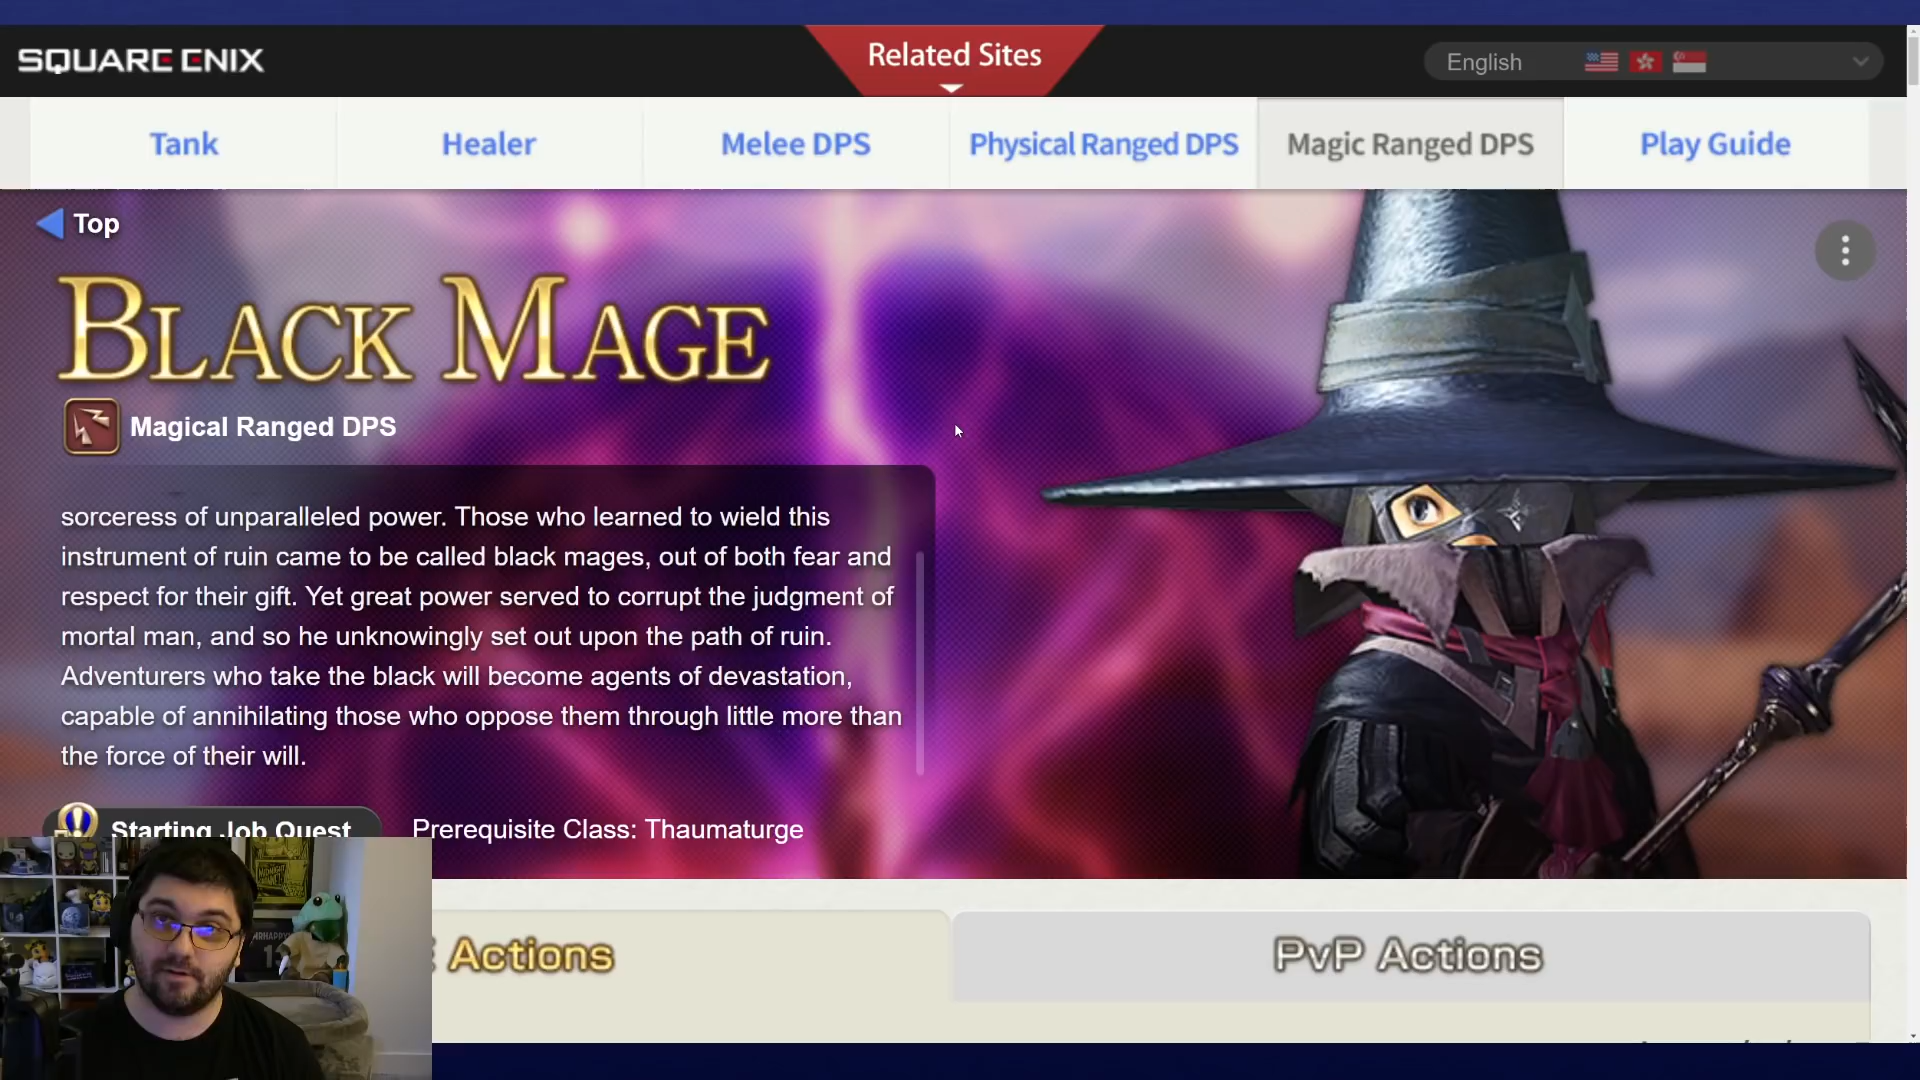 SQUARE ENIX
Related Sites
English
Tank
Healer
Melee DPS
Physical Ranged DPS
Magic Ranged DPS
Play Guide
Top
BLACK MAGE
Magical Ranged DPS
sorceress of unparalleled power. Those who learned to wield this
instrument of ruin came to be called black mages, out of both fear and
respect for their gift. Yet great power served to corrupt the judgment of
mortal man, and so he unknowingly set out upon the path of ruin.
Adventurers who take the black will become agents of devastation,
capable of annihilating those who oppose them through little more than
the force of their will.
Starting Job Quest
Prerequisite Class: Thaumaturge
Actions
PvP Actions